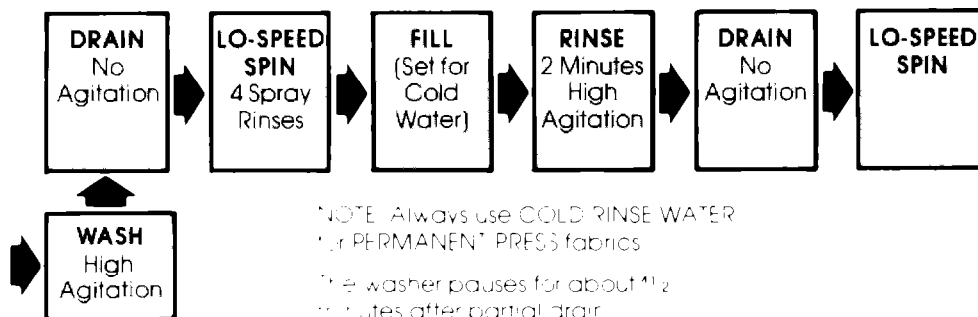 DRAIN
No
Agitation
LO-SPEED
SPIN
4 Spray
Rinses
FILL
(Set for
Cold
Water)
RINSE
2 Minutes
High
Agitation
DRAIN
No
Agitation
LO-SPEED
SPIN
WASH
High
Agitation
NOTE: Always use COLD RINSE WATER
for PERMANENT PRESS fabrics
The washer pauses for about
minutes after partial drain